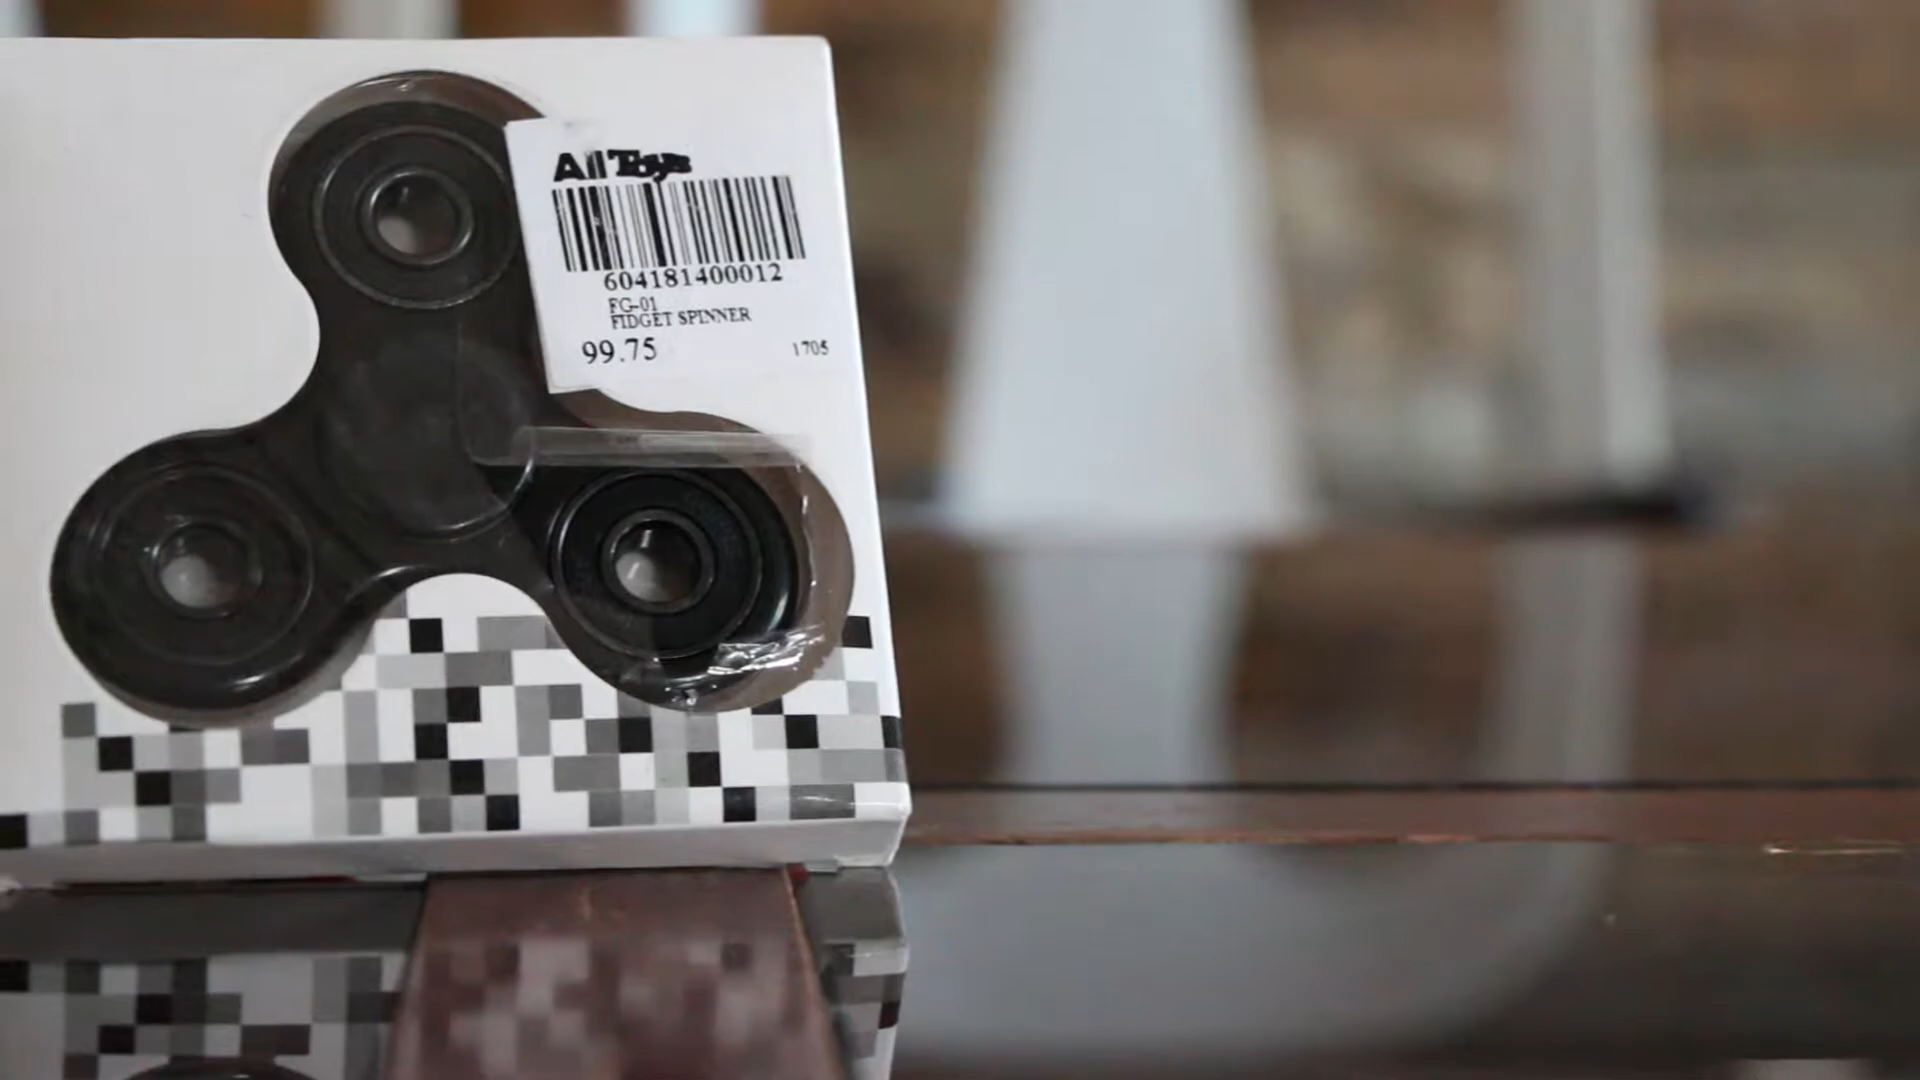 All Toys
604181400012
FG-01
FIDGET SPINNER
99.75
1705